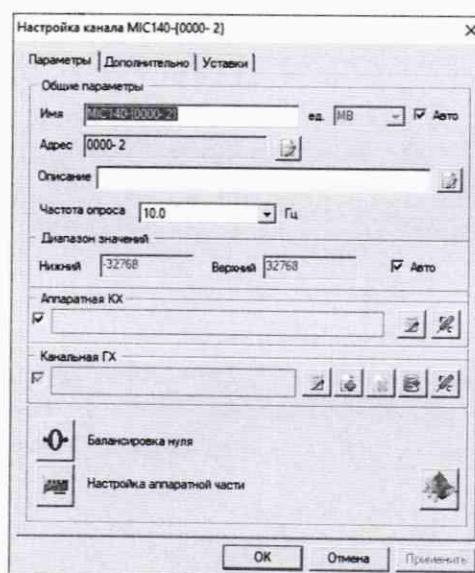 Настройка канала MIC140-{0000- 2}
Параметры Дополнительно Уставки
Общие параметры
Имя MIC140-{0000- 2} ед. МВ Авто
Адрес 0000- 2
Описание
Частота опроса 10.0 Гц
Диапазон значений
Нижний -32768 Верхний 32768 Авто
Аппаратная КХ
Канальная ГХ
Балансировка нуля
Настройка аппаратной части
OK Отмена Применить